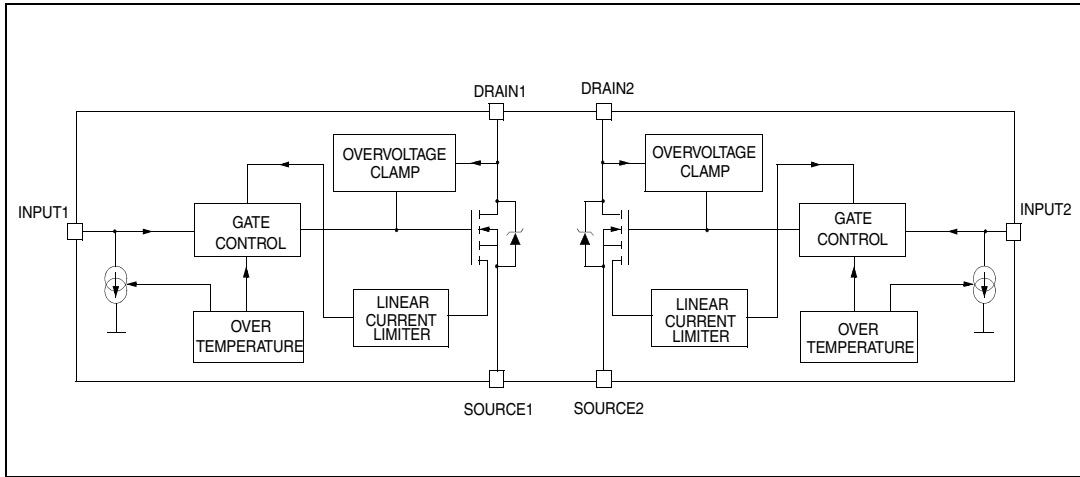 DRAIN1
DRAIN2
OVERVOLTAGE
CLAMP
OVERVOLTAGE
CLAMP
INPUT1
GATE
CONTROL
GATE
CONTROL
INPUT2
OVER
TEMPERATURE
LINEAR
CURRENT
LIMITER
LINEAR
CURRENT
LIMITER
OVER
TEMPERATURE
SOURCE1
SOURCE2